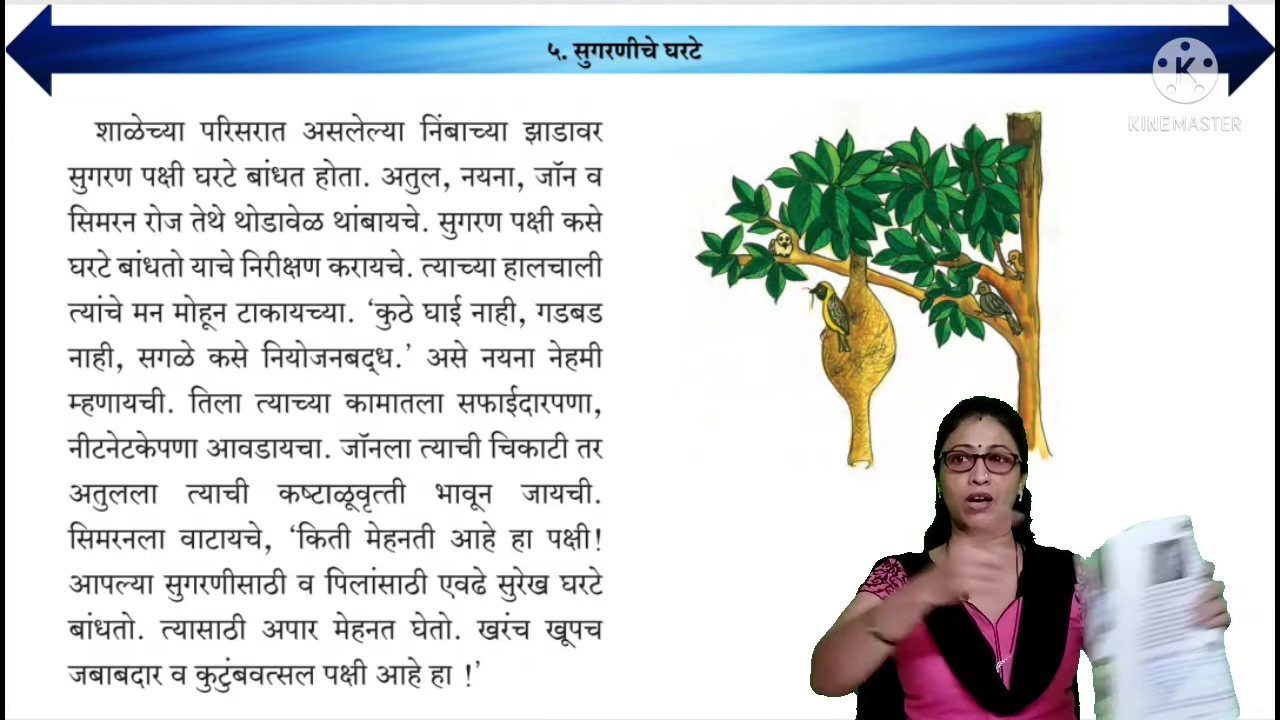 ५. सुगरणीचे घरटे
KINEMASTER
शाळेच्या परिसरात असलेल्या निंबाच्या झाडावर
सुगरण पक्षी घरटे बांधत होता. अतुल, नयना, जॉन व
सिमरन रोज तेथे थोडावेळ थांबायचे. सुगरण पक्षी कसे
घरटे बांधतो याचे निरीक्षण करायचे. त्याच्या हालचाली
त्यांचे मन मोहून टाकायच्या. ‘कुठे घाई नाही, गडबड
नाही, सगळे कसे नियोजनबद्ध.’ असे नयना नेहमी
म्हणायची. तिला त्याच्या कामातला सफाईदारपणा,
नीटनेटकेपणा आवडायचा. जॉनला त्याची चिकाटी तर
अतुलला त्याची कष्टाळूवृत्ती भावून जायची.
सिमरनला वाटायचे, ‘किती मेहनती आहे हा पक्षी!
आपल्या सुगरणीसाठी व पिलांसाठी एवढे सुरेख घरटे
बांधतो. त्यासाठी अपार मेहनत घेतो. खरंच खूपच
जबाबदार व कुटुंबवत्सल पक्षी आहे हा !’